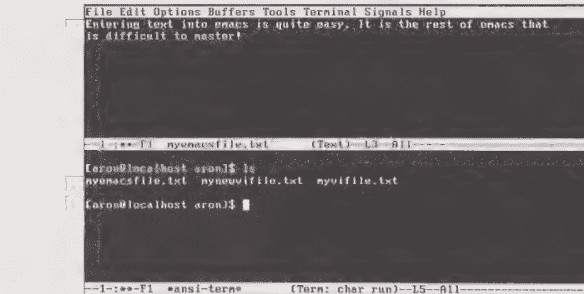 File Edit Options Buffers Tools Terminal Signals Help
Entering text into emacs is quite easy. It is the rest of emacs that
is difficult to master!
--1-:**-F1  myemacsfile.txt      (Text)--L3--All----
[aron@localhost aron]$ ls
myemacsfile.txt  mynewvifile.txt  myvifile.txt
[aron@localhost aron]$
--1-:**-F1  *ansi-term*      (Term: char run)--L5--All----